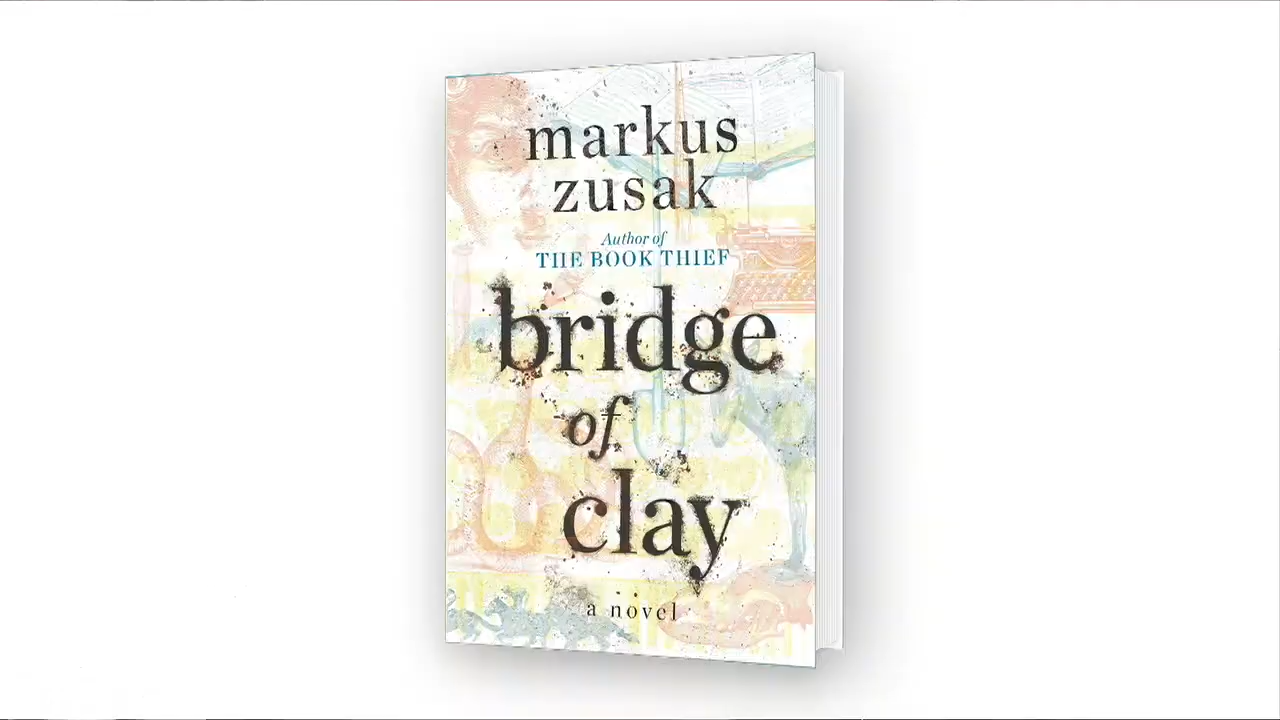 markus
zusak
Author of
THE BOOK THIEF
bridge
of
clay
a novel